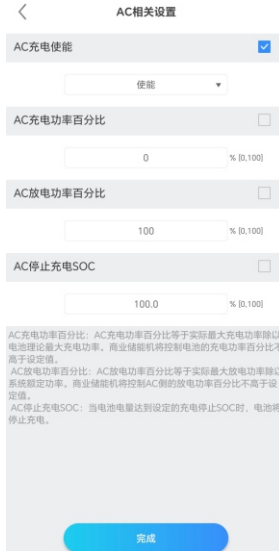 AC相关设置
AC充电使能
使能
AC充电功率百分比
0 % [0,100]
AC放电功率百分比
100 % [0,100]
AC停止充电SOC
100.0 % [0,100]
AC充电功率百分比：AC充电功率百分比等于实际最大充电功率除以
电池理论最大充电功率。商业储能机将控制电池的充电功率百分比不
高于设定值。
AC放电功率百分比：AC放电功率百分比等于实际最大放电功率除以
系统额定功率。商业储能机将控制AC侧的放电功率百分比不高于设
定值。
AC停止充电SOC：当电池电量达到设定的充电停止SOC时，电池将
停止充电。
完成